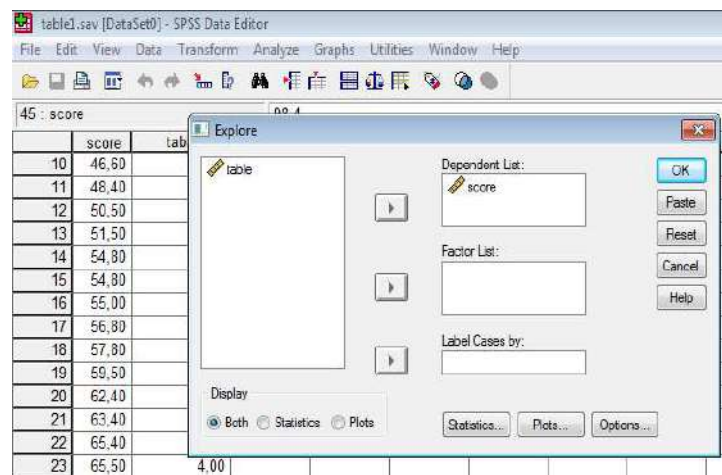 table1.sav [DataSet0] - SPSS Data Editor
File Edit View Data Transform Analyze Graphs Utilities Window Help
45 : score
98,4
score tab
10 46,60
11 48,40
12 50,50
13 51,50
14 54,80
15 54,80
16 55,00
17 56,80
18 57,80
19 59,50
20 62,40
21 63,40
22 65,40
23 65,50 4,00
Explore
table
Dependent List:
score
Factor List:
Label Cases by:
OK
Paste
Reset
Cancel
Help
Display
Both Statistics Plots
Statistics... Plots... Options...